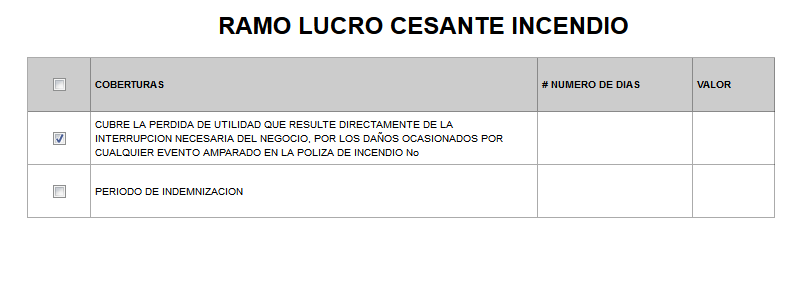 RAMO LUCRO CESANTE INCENDIO
COBERTURAS # NUMERO DE DIAS VALOR
CUBRE LA PERDIDA DE UTILIDAD QUE RESULTE DIRECTAMENTE DE LA
INTERRUPCION NECESARIA DEL NEGOCIO, POR LOS DAÑOS OCASIONADOS POR
CUALQUIER EVENTO AMPARADO EN LA POLIZA DE INCENDIO No
PERIODO DE INDEMNIZACION